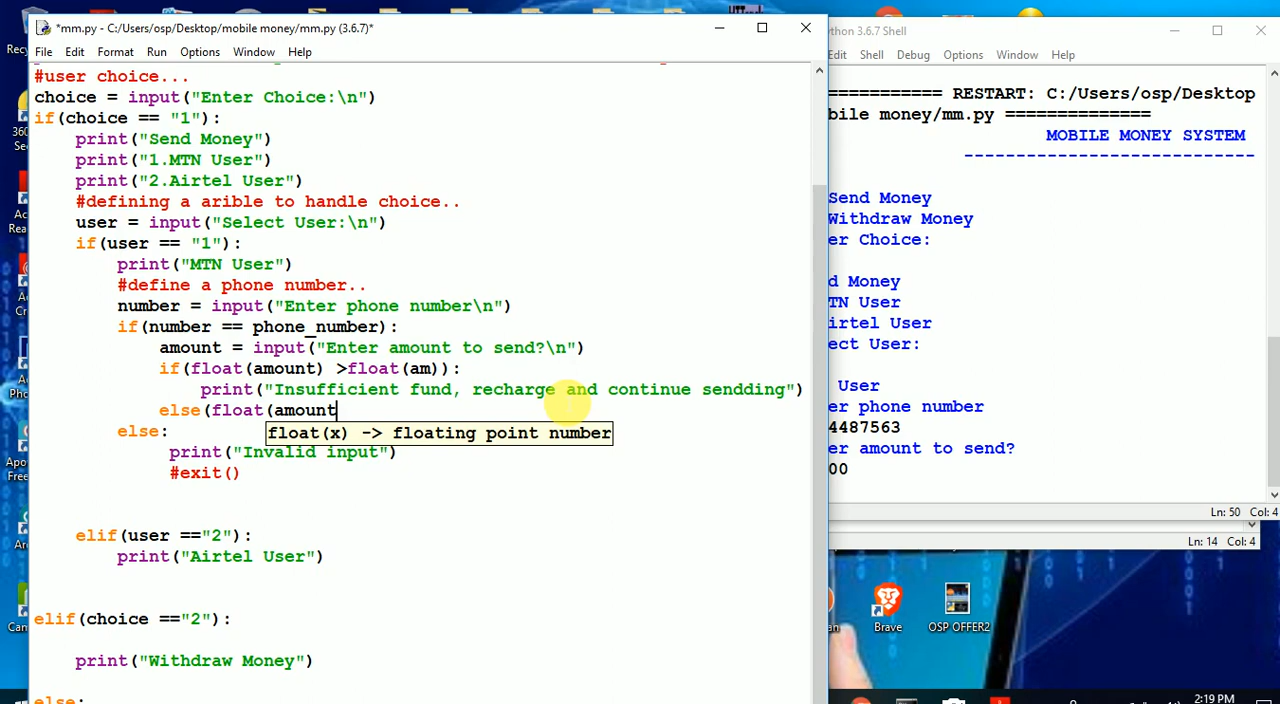 *mm.py - C:/Users/osp/Desktop/mobile money/mm.py (3.6.7)*
File Edit Format Run Options Window Help
#user choice...
choice = input("Enter Choice:\n")
if(choice == "1"):
print("Send Money")
print("1.MTN User")
print("2.Airtel User")
#defining a arible to handle choice..
user = input("Select User:\n")
if(user == "1"):
print("MTN User")
#define a phone number..
number = input("Enter phone number\n")
if(number == phone_number):
amount = input("Enter amount to send?\n")
if(float(amount) >float(am)):
print("Insufficient fund, recharge and continue sendding")
else(float(amount
float(x) -> floating point number
else:
print("Invalid input")
#exit()
elif(user =="2"):
print("Airtel User")
elif(choice =="2"):
print("Withdraw Money")
else:
ython 3.6.7 Shell
Edit Shell Debug Options Window Help
=========== RESTART: C:/Users/osp/Desktop
bile money/mm.py ==============
MOBILE MONEY SYSTEM
----------------------------
Send Money
Withdraw Money
er Choice:
d Money
TN User
irtel User
ect User:
User
er phone number
4487563
er amount to send?
00
Ln: 50 Col: 4
Ln: 14 Col: 4
Brave
OSP OFFER2
2:19 PM